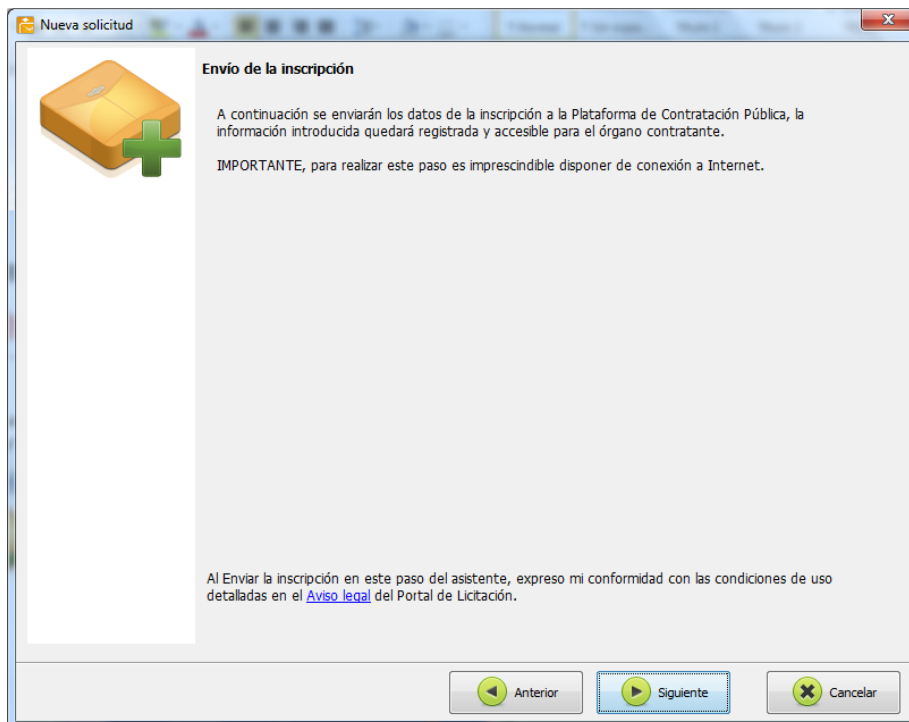 Nueva solicitud
Envío de la inscripción
A continuación se enviarán los datos de la inscripción a la Plataforma de Contratación Pública, la
información introducida quedará registrada y accesible para el órgano contratante.
IMPORTANTE, para realizar este paso es imprescindible disponer de conexión a Internet.
Al Enviar la inscripción en este paso del asistente, expreso mi conformidad con las condiciones de uso
detalladas en el Aviso legal del Portal de Licitación.
Anterior
Siguiente
Cancelar